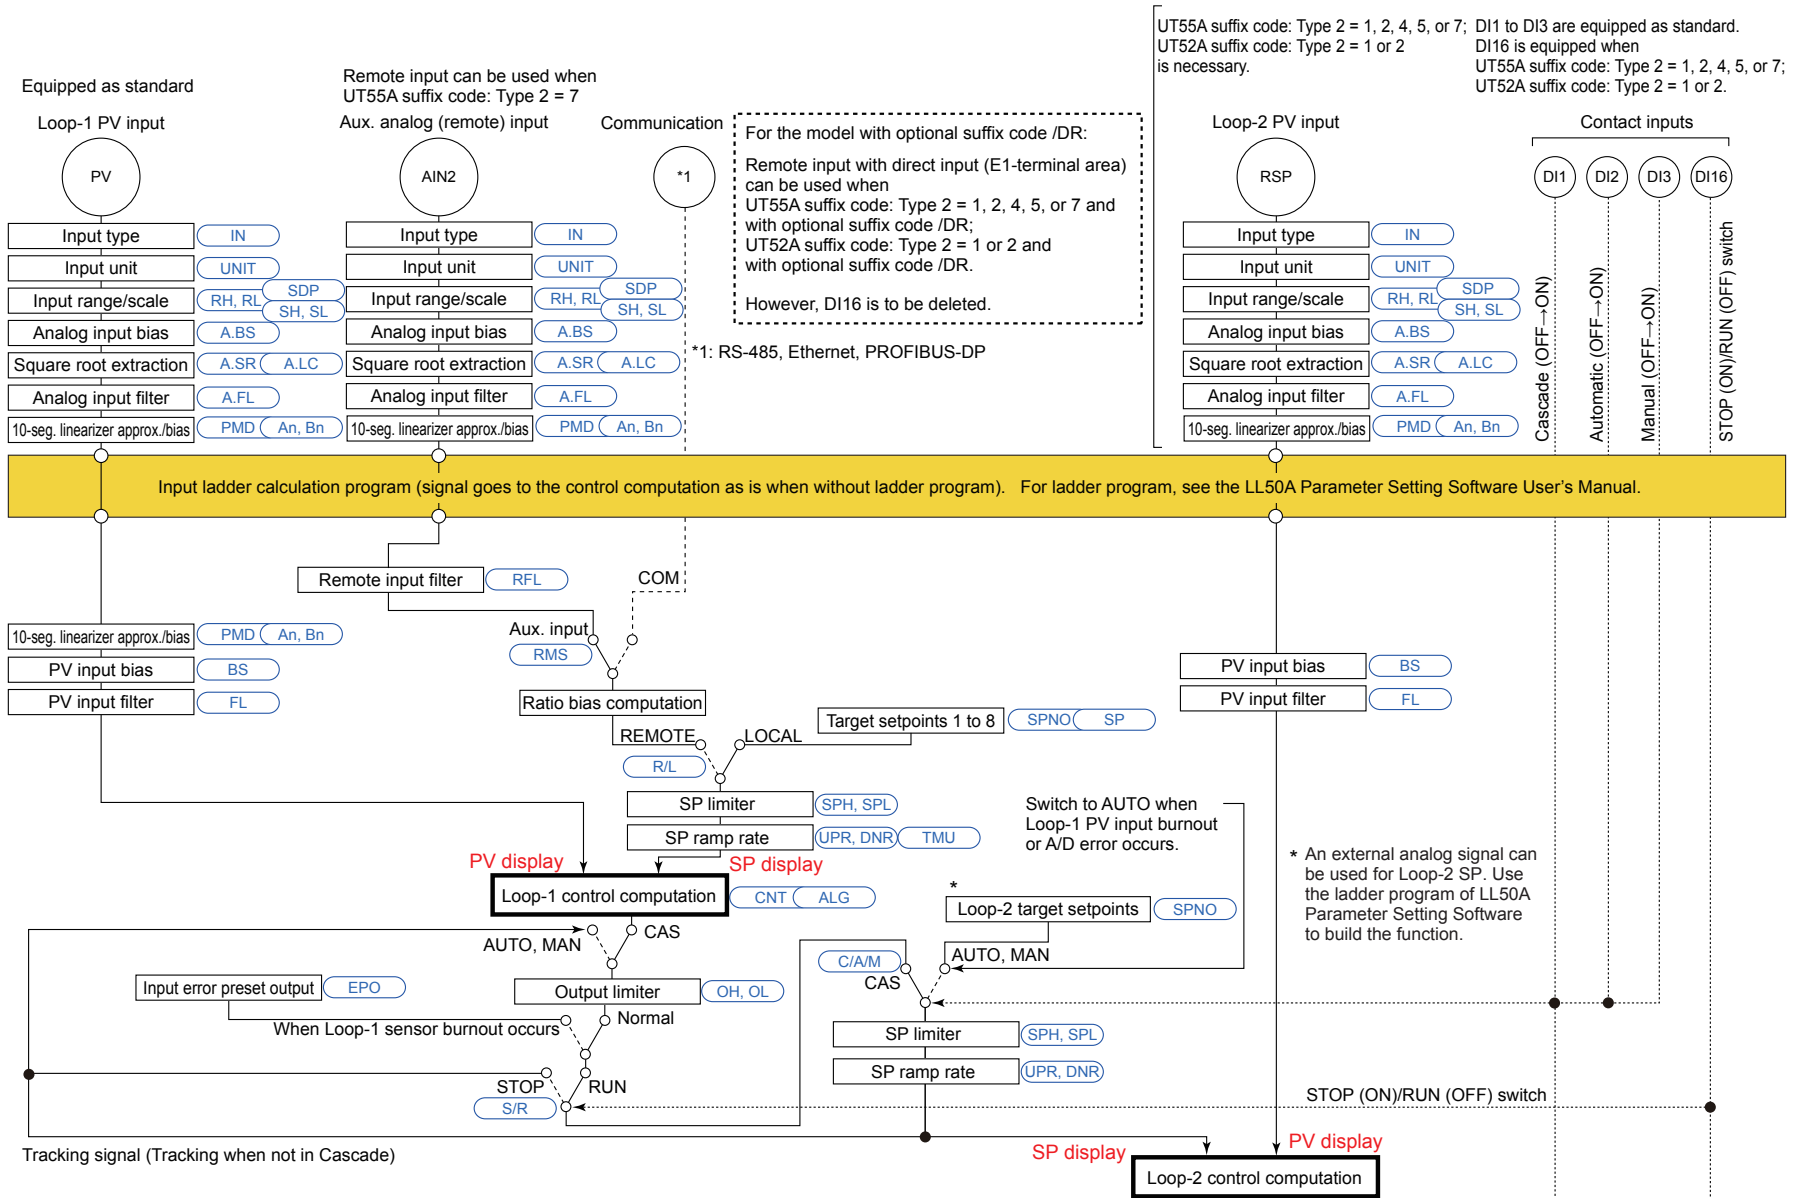 UT55A suffix code: Type 2 = 1, 2, 4, 5, or 7;
UT52A suffix code: Type 2 = 1 or 2
is necessary.
DI1 to DI3 are equipped as standard.
DI16 is equipped when
UT55A suffix code: Type 2 = 1, 2, 4, 5, or 7;
UT52A suffix code: Type 2 = 1 or 2.
Equipped as standard
Remote input can be used when
UT55A suffix code: Type 2 = 7
Loop-1 PV input
Aux. analog (remote) input
Communication
Loop-2 PV input
Contact inputs
PV
AIN2
*1
RSP
DI1
DI2
DI3
DI16
For the model with optional suffix code /DR:
Remote input with direct input (E1-terminal area)
can be used when
UT55A suffix code: Type 2 = 1, 2, 4, 5, or 7 and
with optional suffix code /DR;
UT52A suffix code: Type 2 = 1 or 2 and
with optional suffix code /DR.
However, DI16 is to be deleted.
*1: RS-485, Ethernet, PROFIBUS-DP
Input type
IN
Input unit
UNIT
Input range/scale
RH, RL
SDP
SH, SL
Analog input bias
A.BS
Square root extraction
A.SR
A.LC
Analog input filter
A.FL
10-seg. linearizer approx./bias
PMD
An, Bn
Input type
IN
Input unit
UNIT
Input range/scale
RH, RL
SDP
SH, SL
Analog input bias
A.BS
Square root extraction
A.SR
A.LC
Analog input filter
A.FL
10-seg. linearizer approx./bias
PMD
An, Bn
Input type
IN
Input unit
UNIT
Input range/scale
RH, RL
SDP
SH, SL
Analog input bias
A.BS
Square root extraction
A.SR
A.LC
Analog input filter
A.FL
10-seg. linearizer approx./bias
PMD
An, Bn
Cascade (OFF→ON)
Automatic (OFF→ON)
Manual (OFF→ON)
STOP (ON)/RUN (OFF) switch
Input ladder calculation program (signal goes to the control computation as is when without ladder program). For ladder program, see the LL50A Parameter Setting Software User's Manual.
Remote input filter
RFL
COM
Aux. input
RMS
10-seg. linearizer approx./bias
PMD
An, Bn
PV input bias
BS
PV input filter
FL
PV input bias
BS
PV input filter
FL
Ratio bias computation
Target setpoints 1 to 8
SPNO
SP
REMOTE
LOCAL
R/L
SP limiter
SPH, SPL
SP ramp rate
UPR, DNR
TMU
Switch to AUTO when
Loop-1 PV input burnout
or A/D error occurs.
PV display
SP display
Loop-1 control computation
CNT
ALG
* An external analog signal can
be used for Loop-2 SP. Use
the ladder program of LL50A
Parameter Setting Software
to build the function.
*
Loop-2 target setpoints
SPNO
AUTO, MAN
CAS
C/A/M
CAS
AUTO, MAN
Input error preset output
EPO
Output limiter
OH, OL
When Loop-1 sensor burnout occurs
Normal
SP limiter
SPH, SPL
SP ramp rate
UPR, DNR
STOP
RUN
S/R
STOP (ON)/RUN (OFF) switch
Tracking signal (Tracking when not in Cascade)
SP display
PV display
Loop-2 control computation